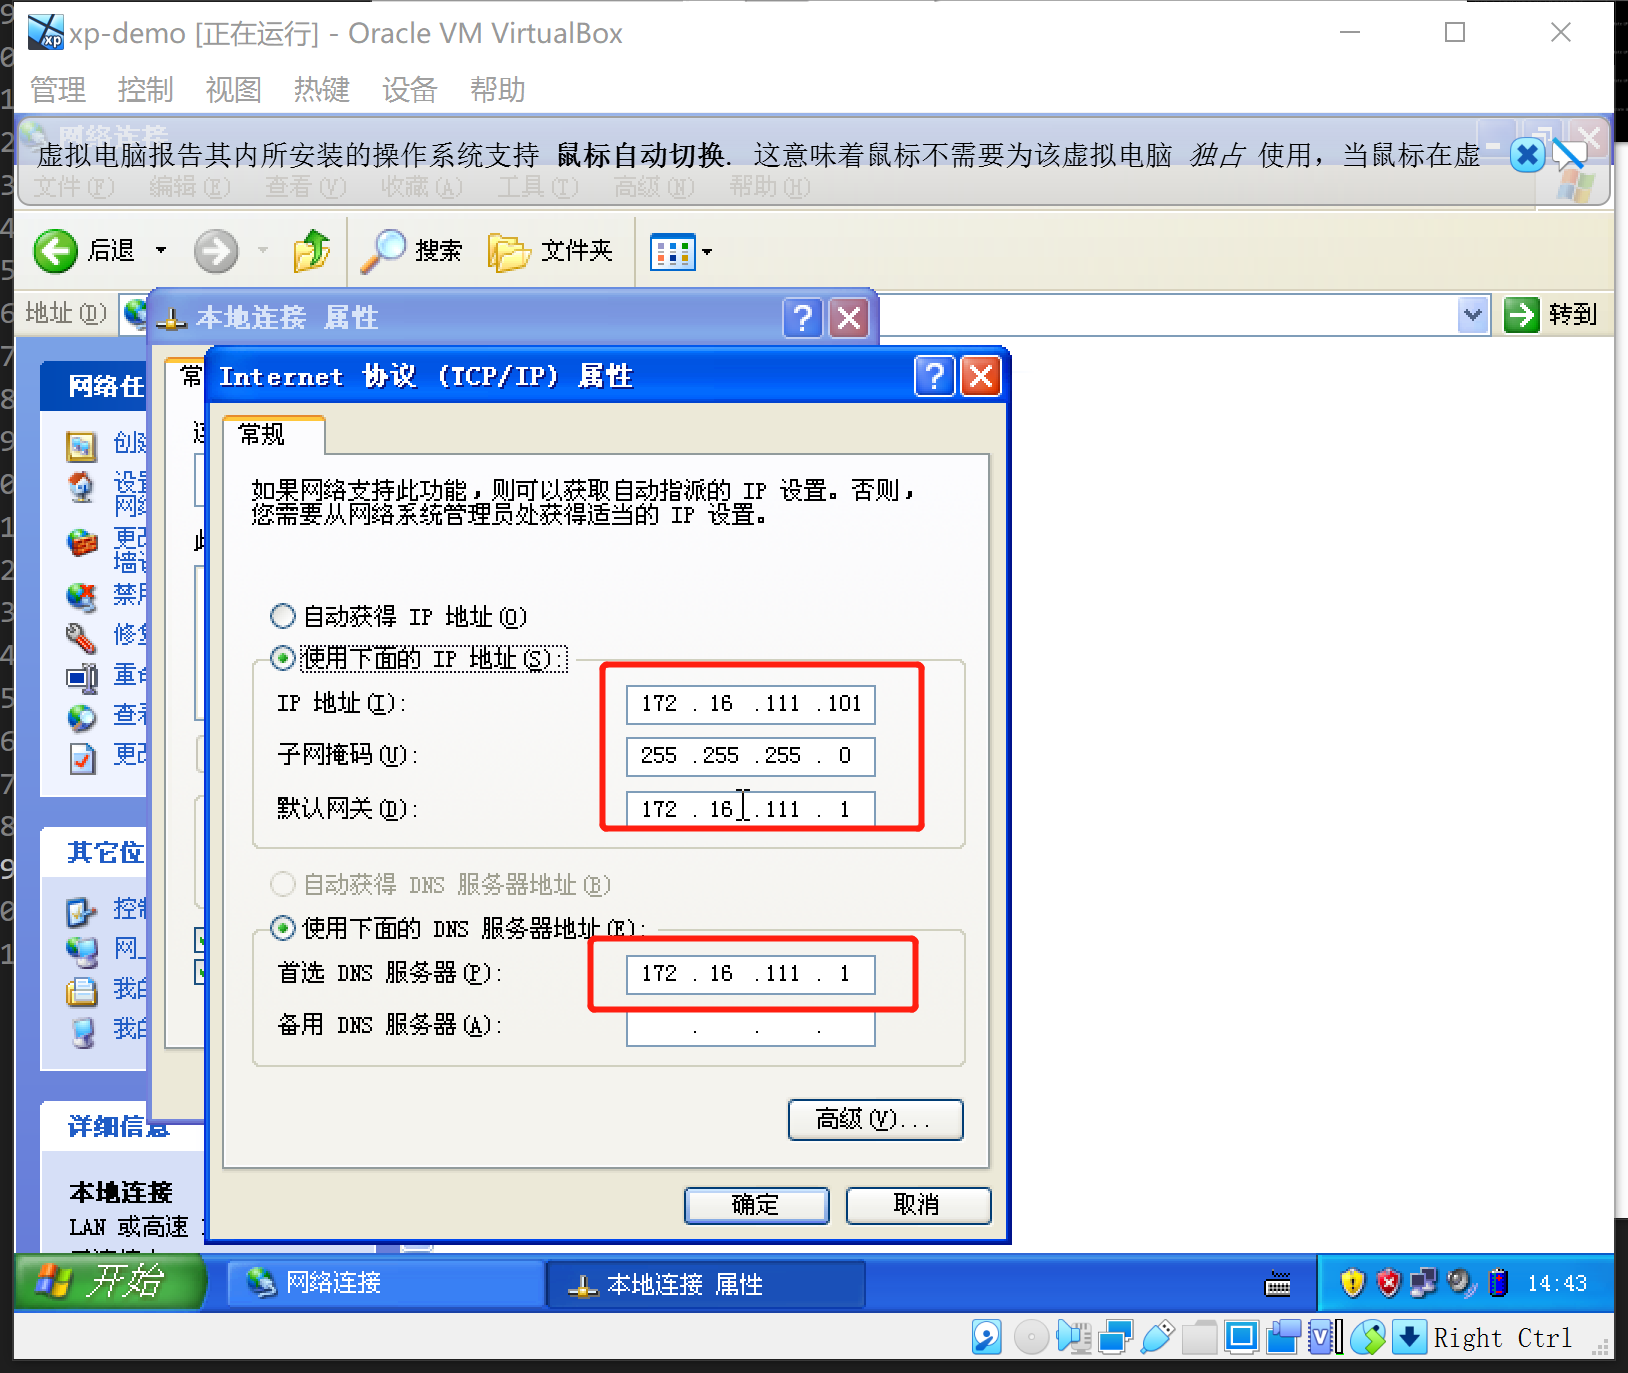 xp-demo [正在运行] - Oracle VM VirtualBox
管理 控制 视图 热键 设备 帮助
网络连接
虚拟电脑报告其内所安装的操作系统支持 鼠标自动切换. 这意味着鼠标不需要为该虚拟电脑 独占 使用，当鼠标在虚
文件(F) 编辑(E) 查看(V) 收藏(A) 工具(T) 高级(N) 帮助(H)
后退 搜索 文件夹
地址(D) 转到
本地连接 属性
Internet 协议 (TCP/IP) 属性
常
常规
网络任
创建
设置
网络
更改
墙设
禁用
修复
重命
查看
更改
如果网络支持此功能，则可以获取自动指派的 IP 设置。否则，
您需要从网络系统管理员处获得适当的 IP 设置。
自动获得 IP 地址(O)
使用下面的 IP 地址(S):
IP 地址(I): 172 . 16 .111 .101
子网掩码(U): 255 .255 .255 . 0
默认网关(D): 172 . 16 .111 . 1
自动获得 DNS 服务器地址(B)
使用下面的 DNS 服务器地址(E):
首选 DNS 服务器(P): 172 . 16 .111 . 1
备用 DNS 服务器(A): . . .
高级(V)...
确定 取消
其它位
控制
网上
我的
我的
详细信息
本地连接
LAN 或高速
开始 网络连接 本地连接 属性 14:43
Right Ctrl